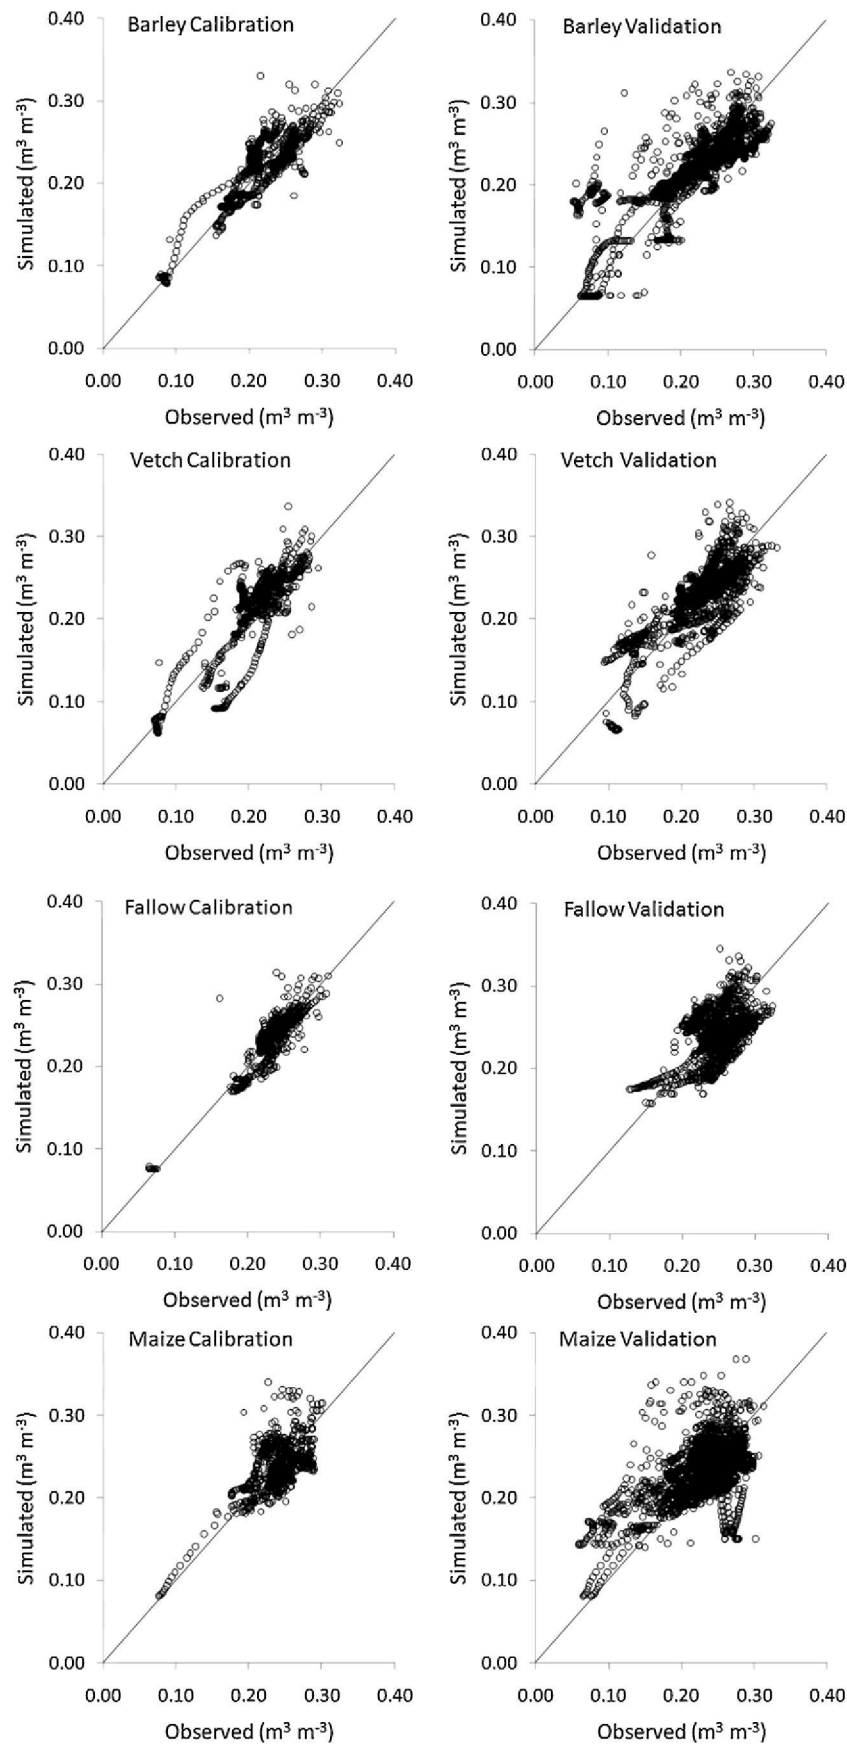 Barley Calibration
0.40
0.30
0.20
0.10
0.00
Simulated (m³ m⁻³)
0.00 0.10 0.20 0.30 0.40
Observed (m³ m⁻³)
Barley Validation
0.40
0.30
0.20
0.10
0.00
Simulated (m³ m⁻³)
0.00 0.10 0.20 0.30 0.40
Observed (m³ m⁻³)
Vetch Calibration
0.40
0.30
0.20
0.10
0.00
Simulated (m³ m⁻³)
0.00 0.10 0.20 0.30 0.40
Observed (m³ m⁻³)
Vetch Validation
0.40
0.30
0.20
0.10
0.00
Simulated (m³ m⁻³)
0.00 0.10 0.20 0.30 0.40
Observed (m³ m⁻³)
Fallow Calibration
0.40
0.30
0.20
0.10
0.00
Simulated (m³ m⁻³)
0.00 0.10 0.20 0.30 0.40
Observed (m³ m⁻³)
Fallow Validation
0.40
0.30
0.20
0.10
0.00
Simulated (m³ m⁻³)
0.00 0.10 0.20 0.30 0.40
Observed (m³ m⁻³)
Maize Calibration
0.40
0.30
0.20
0.10
0.00
Simulated (m³ m⁻³)
0.00 0.10 0.20 0.30 0.40
Observed (m³ m⁻³)
Maize Validation
0.40
0.30
0.20
0.10
0.00
Simulated (m³ m⁻³)
0.00 0.10 0.20 0.30 0.40
Observed (m³ m⁻³)